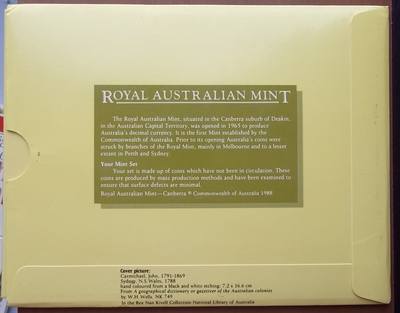 ROYAL AUSTRALIAN MINT
The Royal Australian Mint, situated in the Canberra suburb of Deakin,
in the Australian Capital Territory, was opened in 1965 to produce
Australia's decimal currency. It is the first Mint established by the
Commonwealth of Australia. Prior to its opening Australia's coins were
struck by branches of the Royal Mint, mainly in Melbourne and to a lesser
extent in Perth and Sydney.
Your Mint Set
Your set is made up of coins which have not been in circulation. These
coins are produced by mass production methods and have been examined to
ensure that surface defects are minimal.
Royal Australian Mint—Canberra © Commonwealth of Australia 1988
Cover picture:
Carmichael, John, 1791-1869
Sydney, N.S.Wales, 1788
hand coloured from a black and white etching: 7.2 x 16.6 cm
From A geographical dictionary or gazetteer of the Australian colonies
by W.H. Wells, NK 749
In the Rex Nan Kivell Collection National Library of Australia